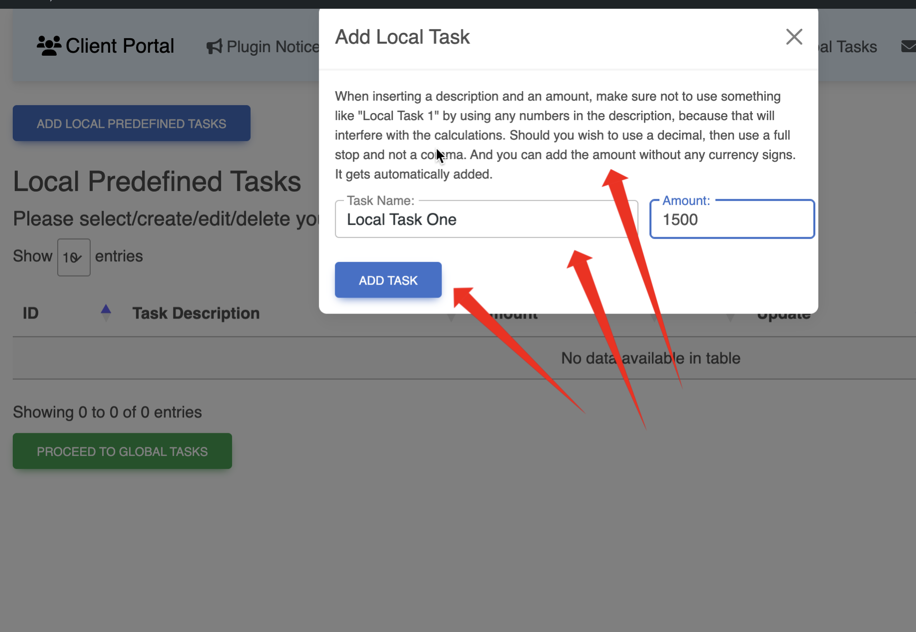 Client Portal
Plugin Notice
al Tasks
Add Local Task
When inserting a description and an amount, make sure not to use something
like "Local Task 1" by using any numbers in the description, because that will
interfere with the calculations. Should you wish to use a decimal, then use a full
stop and not a comma. And you can add the amount without any currency signs.
It gets automatically added.
Task Name:
Local Task One
Amount:
1500
ADD TASK
ADD LOCAL PREDEFINED TASKS
Local Predefined Tasks
Please select/create/edit/delete yo
Show 10 entries
ID Task Description mount Update
No data available in table
Showing 0 to 0 of 0 entries
PROCEED TO GLOBAL TASKS